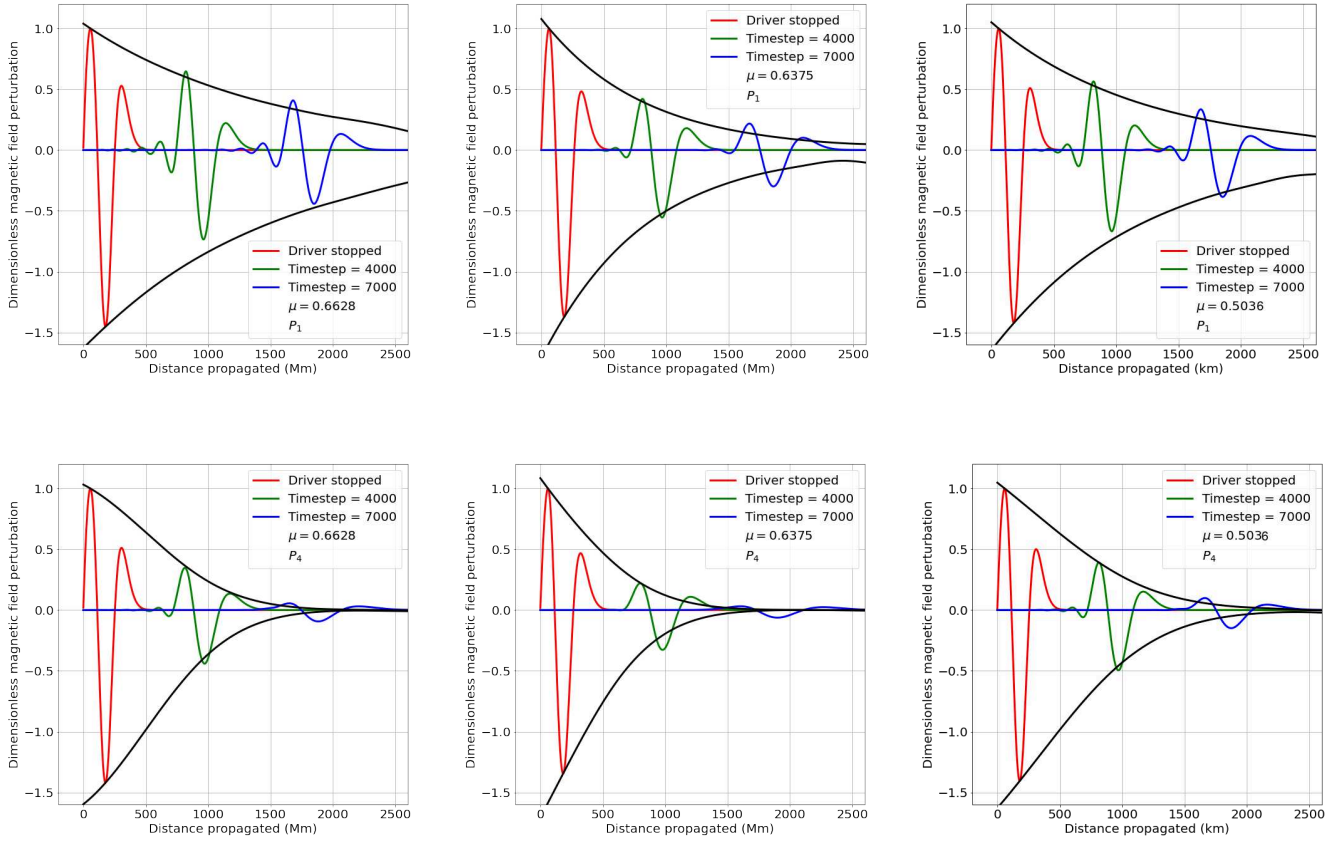 Dimensionless magnetic field perturbation
1.0
0.5
0.0
−0.5
−1.0
−1.5
Driver stopped
Timestep = 4000
Timestep = 7000
μ = 0.6628
P1
0 500 1000 1500 2000 2500
Distance propagated (Mm)
Dimensionless magnetic field perturbation
1.0
0.5
0.0
−0.5
−1.0
−1.5
Driver stopped
Timestep = 4000
Timestep = 7000
μ = 0.6375
P1
0 500 1000 1500 2000 2500
Distance propagated (Mm)
Dimensionless magnetic field perturbation
1.0
0.5
0.0
−0.5
−1.0
−1.5
Driver stopped
Timestep = 4000
Timestep = 7000
μ = 0.5036
P1
0 500 1000 1500 2000 2500
Distance propagated (km)
Dimensionless magnetic field perturbation
1.0
0.5
0.0
−0.5
−1.0
−1.5
Driver stopped
Timestep = 4000
Timestep = 7000
μ = 0.6628
P4
0 500 1000 1500 2000 2500
Distance propagated (Mm)
Dimensionless magnetic field perturbation
1.0
0.5
0.0
−0.5
−1.0
−1.5
Driver stopped
Timestep = 4000
Timestep = 7000
μ = 0.6375
P4
0 500 1000 1500 2000 2500
Distance propagated (Mm)
Dimensionless magnetic field perturbation
1.0
0.5
0.0
−0.5
−1.0
−1.5
Driver stopped
Timestep = 4000
Timestep = 7000
μ = 0.5036
P4
0 500 1000 1500 2000 2500
Distance propagated (km)